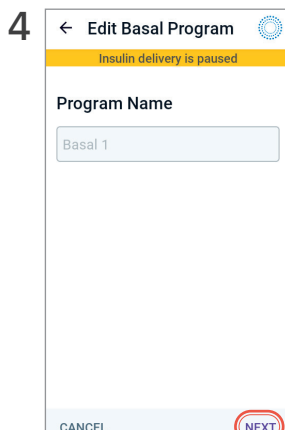 4
Edit Basal Program
Insulin delivery is paused
Program Name
Basal 1
CANCEL NEXT